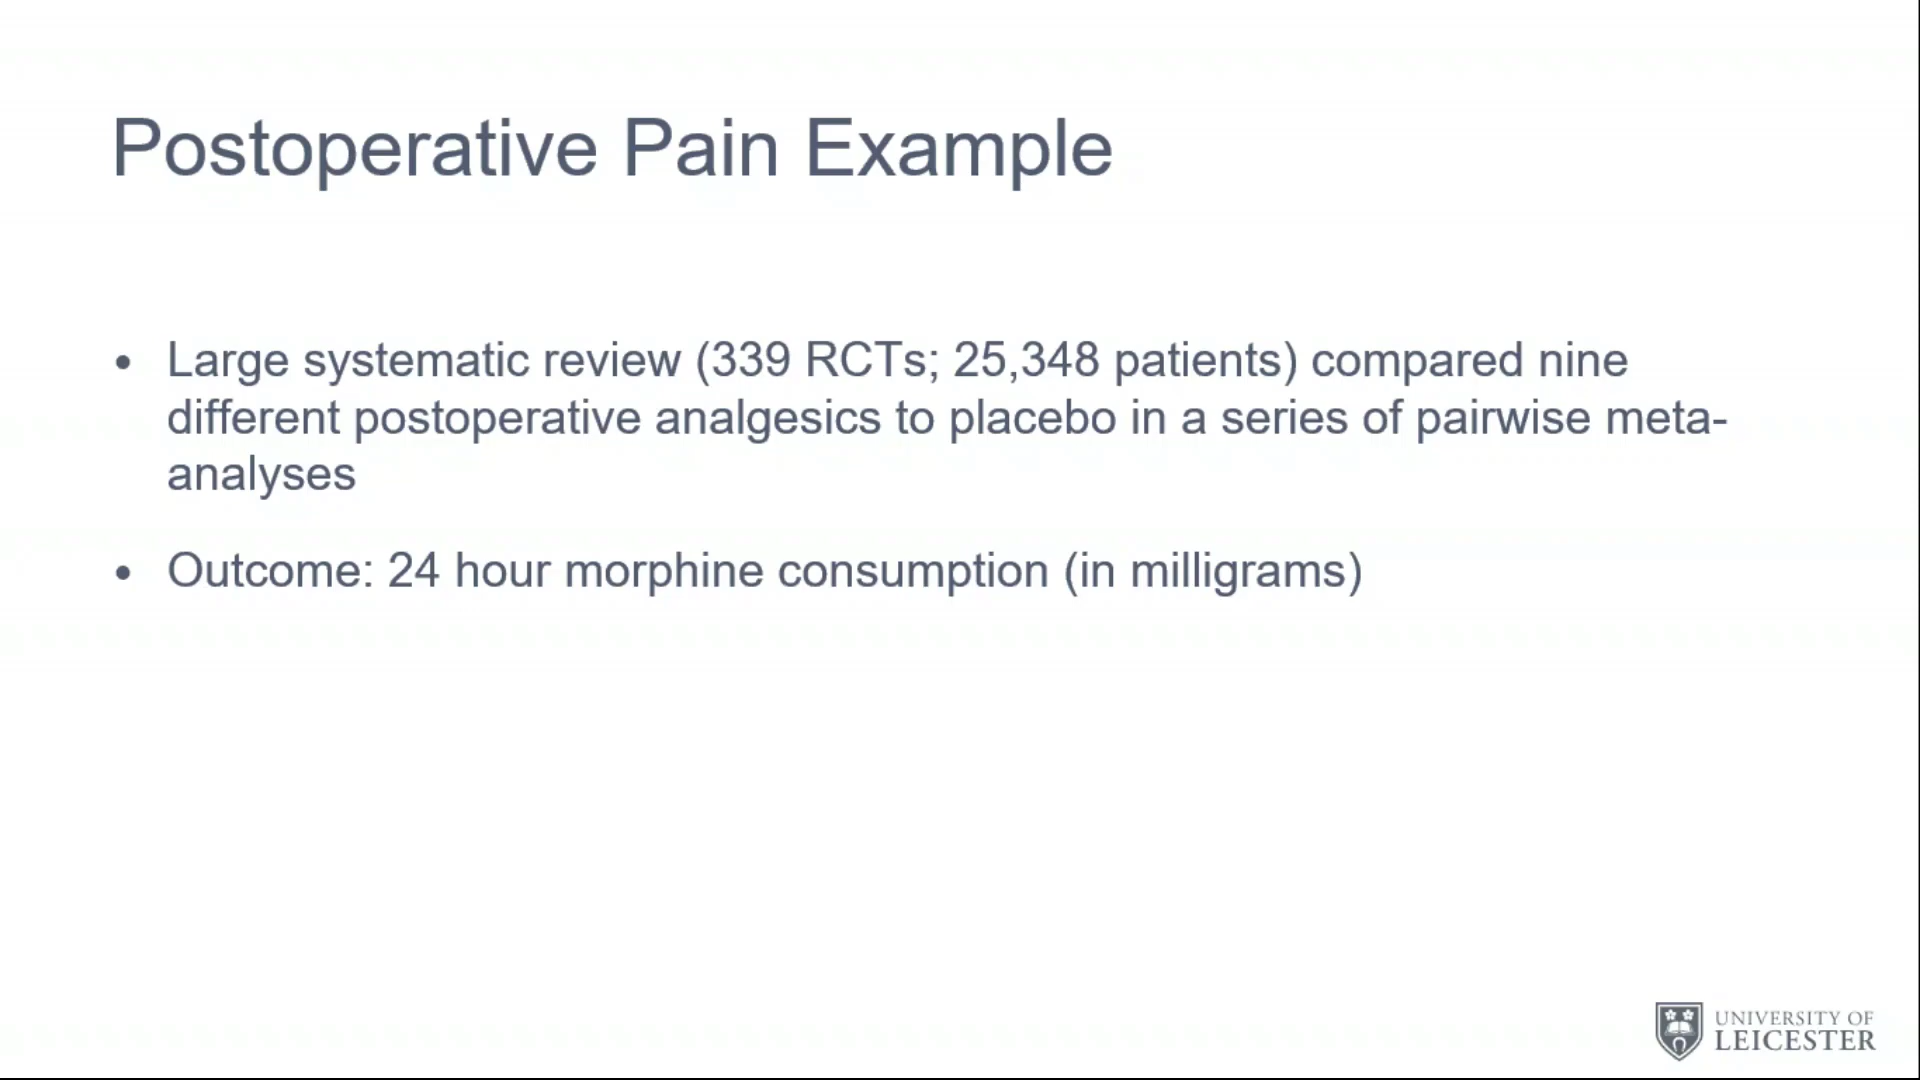 Postoperative Pain Example
• Large systematic review (339 RCTs; 25,348 patients) compared nine
different postoperative analgesics to placebo in a series of pairwise meta-
analyses
• Outcome: 24 hour morphine consumption (in milligrams)
UNIVERSITY OF
LEICESTER